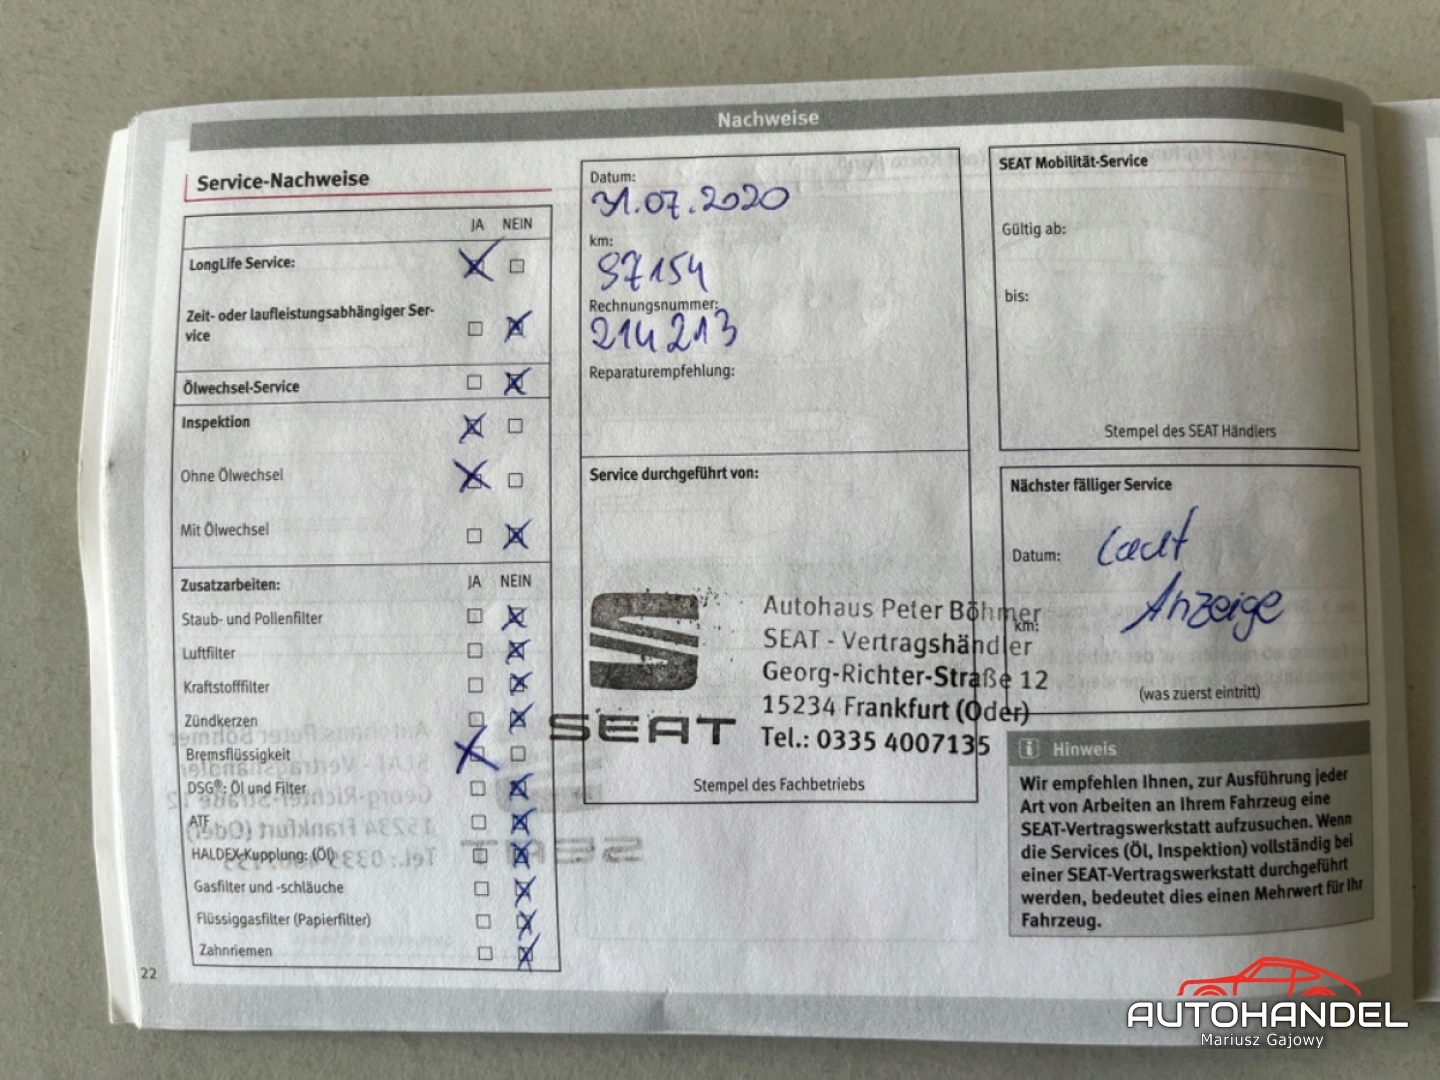 Nachweise
Service-Nachweise
JA NEIN
LongLife Service:
Zeit- oder laufleistungsabhängiger Ser-
vice
Ölwechsel-Service
Inspektion
Ohne Ölwechsel
Mit Ölwechsel
Zusatzarbeiten: JA NEIN
Staub- und Pollenfilter
Luftfilter
Kraftstofffilter
Zündkerzen
Bremsflüssigkeit
DSG®: Öl und Filter
ATF
HALDEX-Kupplung: (Öl)
Gasfilter und -schläuche
Flüssiggasfilter (Papierfilter)
Zahnriemen
22
Datum:
31.07.2020
km:
97154
Rechnungsnummer:
214213
Reparaturempfehlung:
Service durchgeführt von:
SEAT
Autohaus Peter Böhmer
SEAT - Vertragshändler
Georg-Richter-Straße 12
15234 Frankfurt (Oder)
Tel.: 0335 4007135
Stempel des Fachbetriebs
SEAT Mobilität-Service
Gültig ab:
bis:
Stempel des SEAT Händlers
Nächster fälliger Service
Datum: Laut
Anzeige
km:
(was zuerst eintritt)
i Hinweis
Wir empfehlen Ihnen, zur Ausführung jeder
Art von Arbeiten an Ihrem Fahrzeug eine
SEAT-Vertragswerkstatt aufzusuchen. Wenn
die Services (Öl, Inspektion) vollständig bei
einer SEAT-Vertragswerkstatt durchgeführt
werden, bedeutet dies einen Mehrwert für Ihr
Fahrzeug.
AUTOHANDEL
Mariusz Gajowy